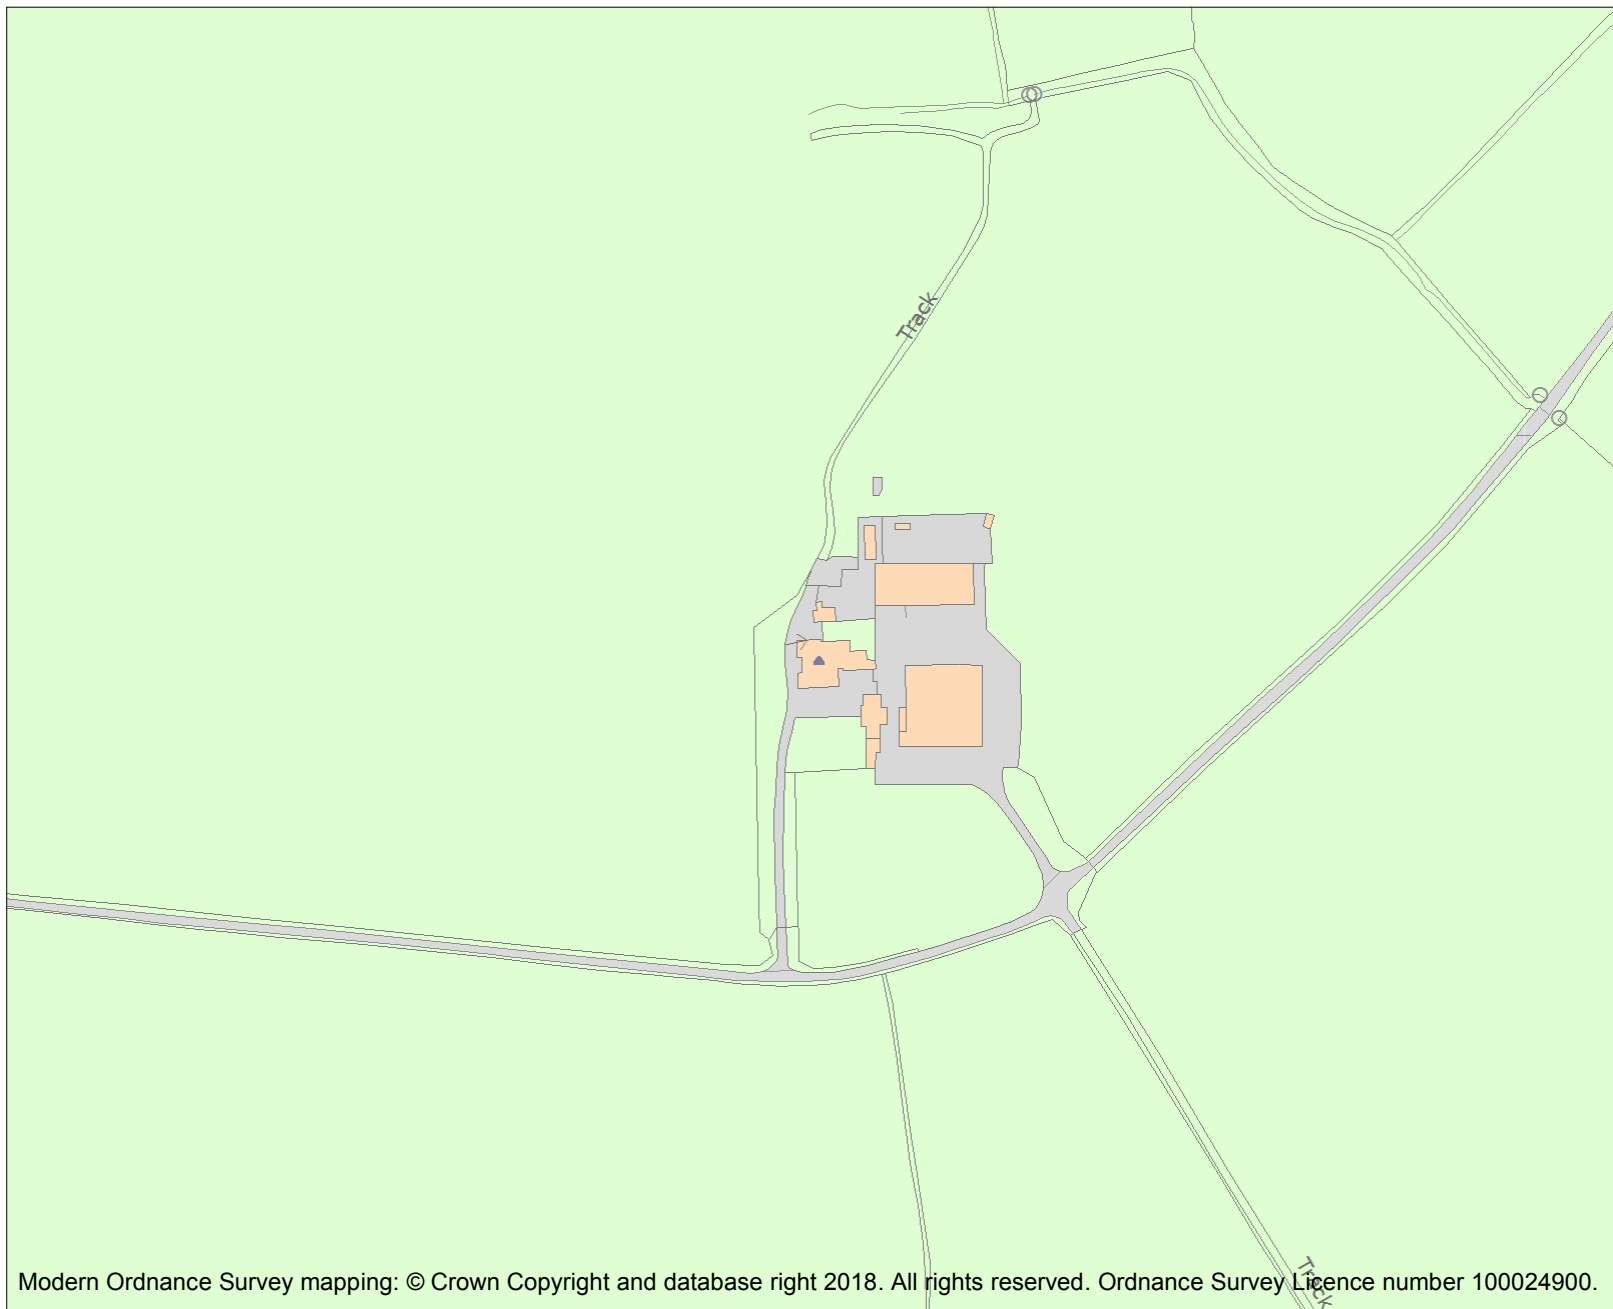 Track
Modern Ordnance Survey mapping: © Crown Copyright and database right 2018. All rights reserved. Ordnance Survey Licence number 100024900.
Track